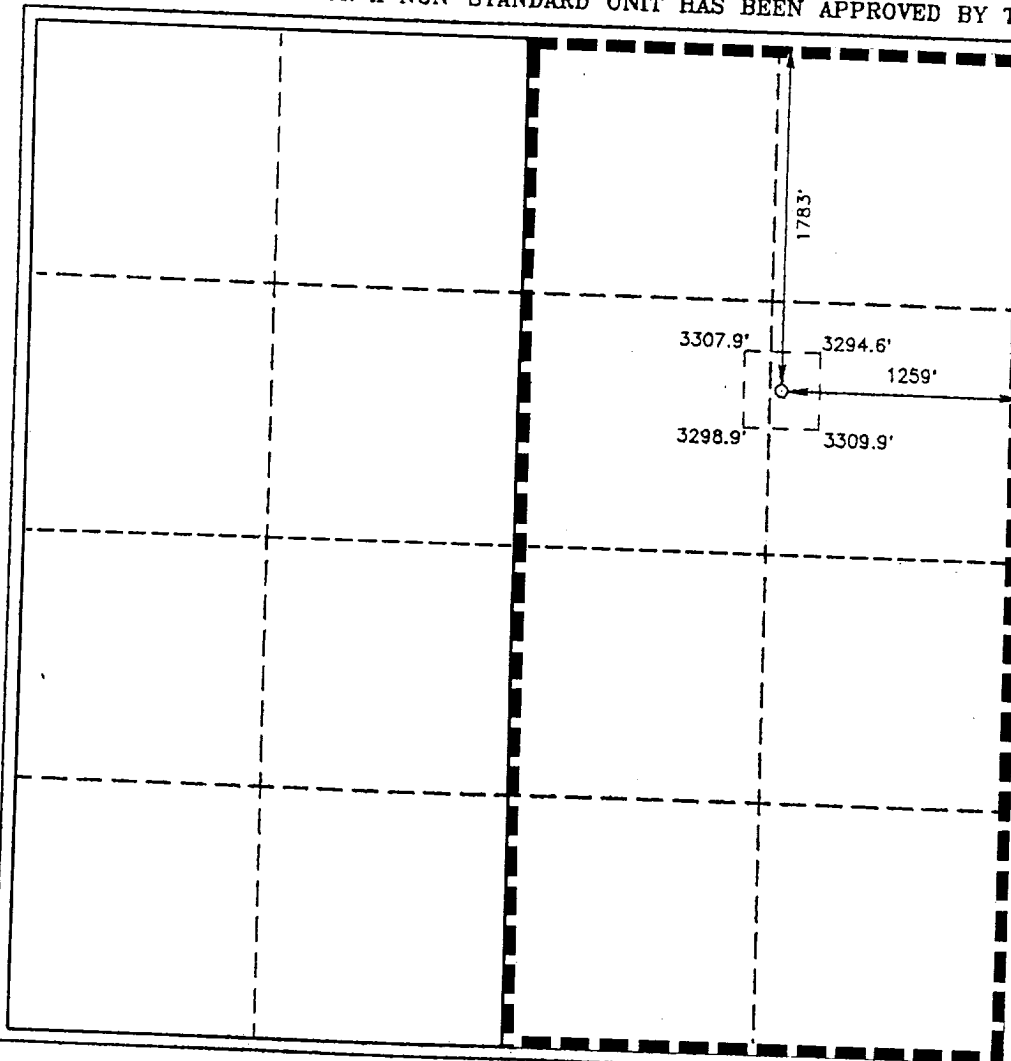 NON-STANDARD UNIT HAS BEEN APPROVED BY
1783'
3307.9' 3294.6'
1259'
3298.9' 3309.9'